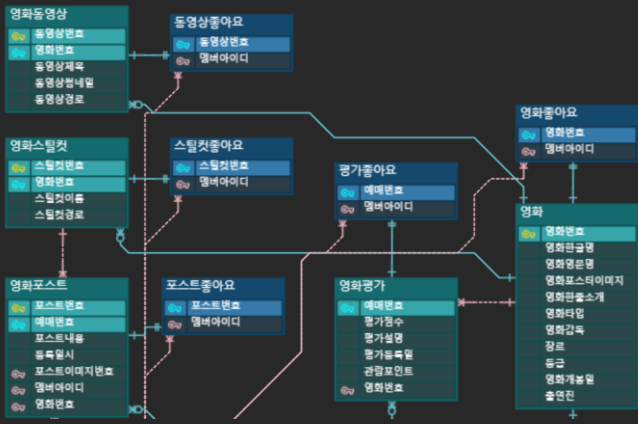 영화동영상
동영상번호
영화번호
동영상제목
동영상썸네일
동영상경로
동영상좋아요
동영상번호
멤버아이디
영화스틸컷
스틸컷번호
영화번호
스틸컷이름
스틸컷경로
스틸컷좋아요
스틸컷번호
멤버아이디
평가좋아요
예매번호
멤버아이디
영화좋아요
영화번호
멤버아이디
영화포스트
포스트번호
예매번호
포스트내용
등록일시
포스트이미지번호
멤버아이디
영화번호
포스트좋아요
포스트번호
멤버아이디
영화평가
예매번호
평가점수
평가설명
평가등록일
관람포인트
영화번호
영화
영화번호
영화한글명
영화영문명
영화포스터이미지
영화한줄소개
영화타입
영화감독
장르
등급
영화개봉일
출연진